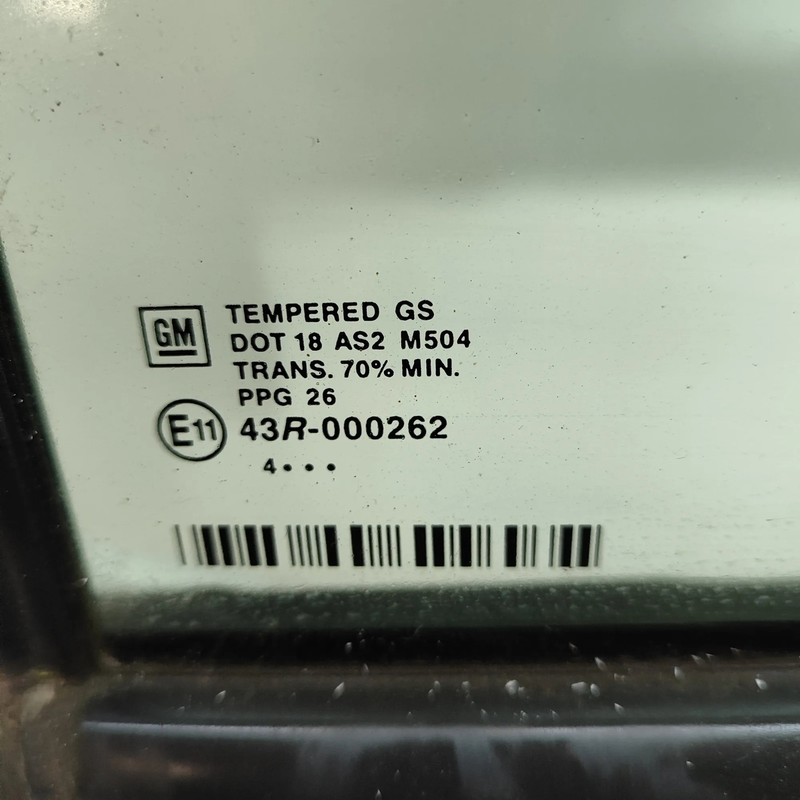 GM
TEMPERED GS
DOT 18 AS2 M504
TRANS. 70% MIN.
PPG 26
E11 43R-000262
4•••